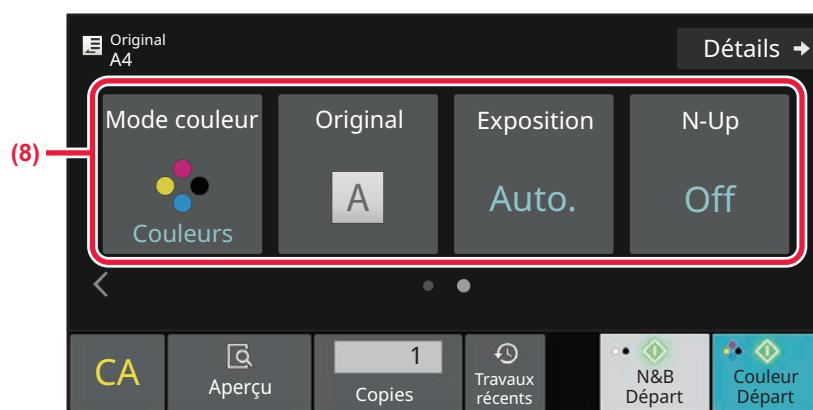 Original
A4
Détails
(8)
Mode couleur
Couleurs
Original
A
Exposition
Auto.
N-Up
Off
CA
Aperçu
1
Copies
Travaux
récents
N&B
Départ
Couleur
Départ